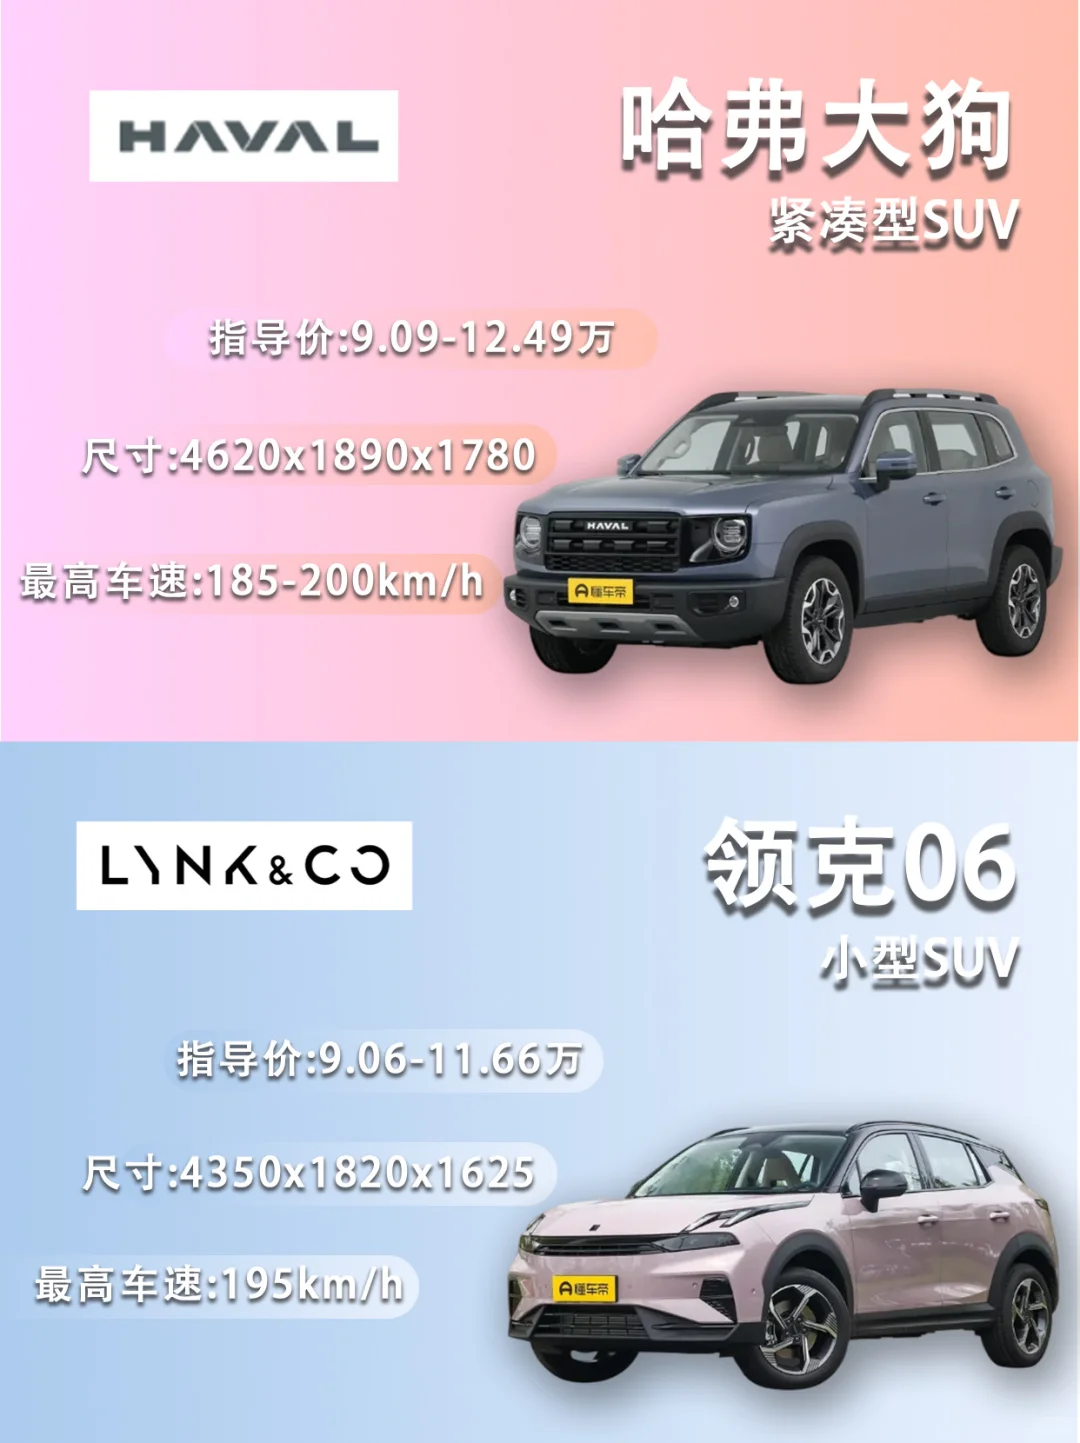 HAVAL
哈弗大狗
紧凑型SUV
指导价:9.09-12.49万
尺寸:4620x1890x1780
最高车速:185-200km/h
HAVAL
懂车帝
LYNK&CO
领克06
小型SUV
指导价:9.06-11.66万
尺寸:4350x1820x1625
最高车速:195km/h
懂车帝